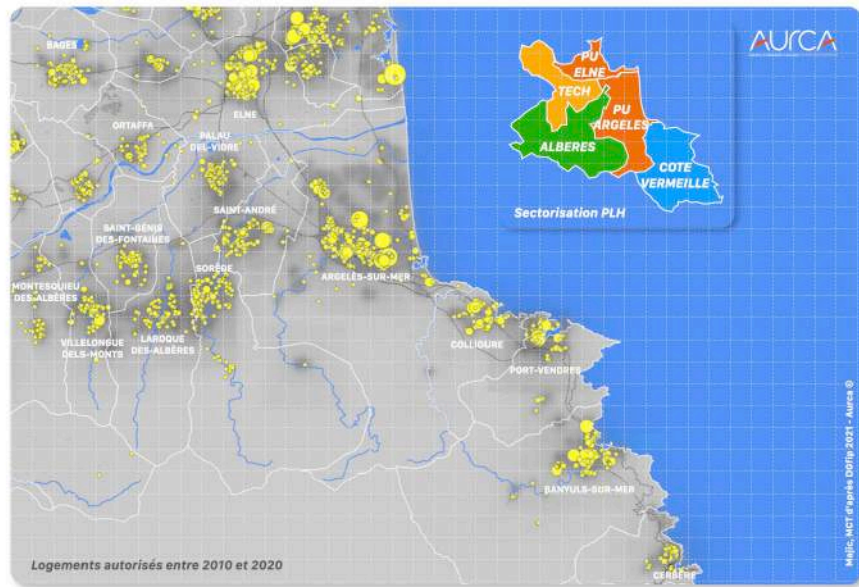 BAGES
ELNE
ORTAFFA
PALAU
DEL-VIDRE
SAINT-ANDRÉ
SAINT-GÉNIS
DES-FONTAINES
SORÈDE
ARGELÈS-SUR-MER
MONTESQUIEU
DES-ALBÈRES
VILLELONGUE
DELS-MONTS
LAROQUE
DES-ALBÈRES
COLLIOURE
PORT-VENDRES
BANYULS-SUR-MER
CERBÈRE
Logements autorisés entre 2010 et 2020
PU
ELNE
TECH
PU
ARGELES
ALBERES
COTE
VERMEILLE
Sectorisation PLH
AURCA
Majic, MCT d'après DGfip 2021 - Aurca ©